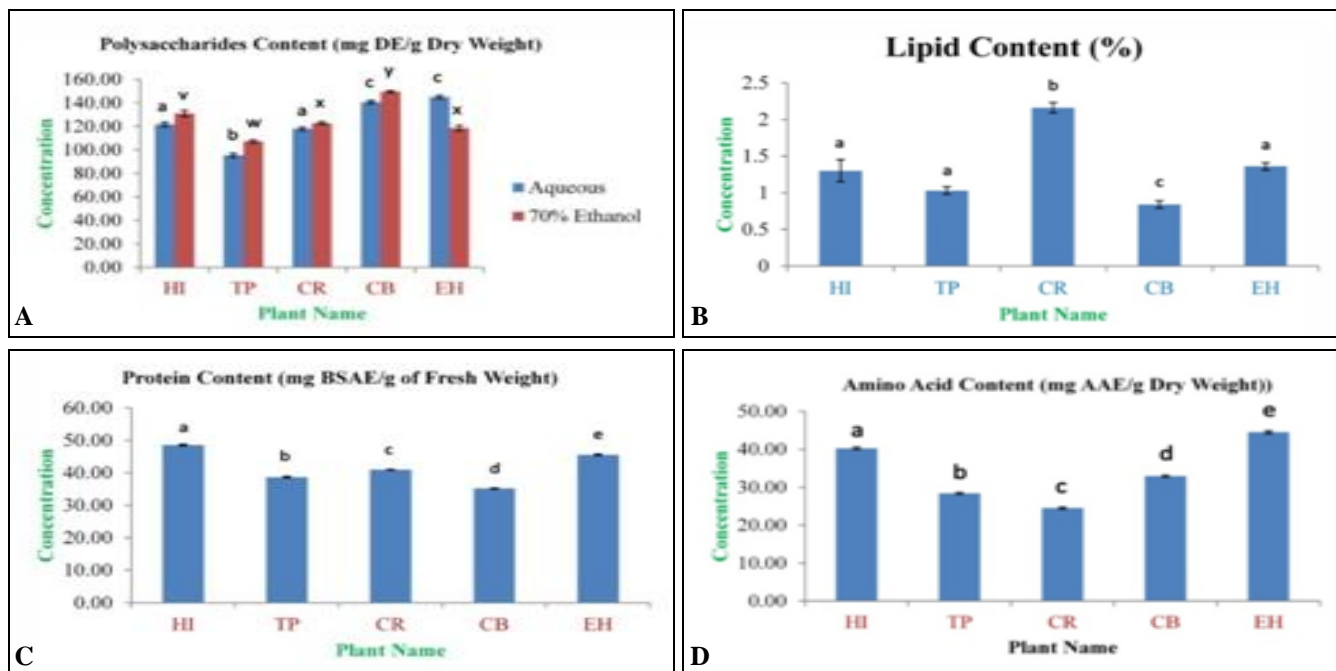 Polysaccharides Content (mg DE/g Dry Weight)
160.00
140.00
120.00
100.00
80.00
60.00
40.00
20.00
0.00
Concentration
a v
b w
a x
c y
c x
HI TP CR CB EH
Plant Name
Aqueous
70% Ethanol
A
Lipid Content (%)
2.5
2
1.5
1
0.5
0
Concentration
a a b c a
HI TP CR CB EH
Plant Name
B
Protein Content (mg BSAE/g of Fresh Weight)
60.00
50.00
40.00
30.00
20.00
10.00
0.00
Concentration
a b c d e
HI TP CR CB EH
Plant Name
C
Amino Acid Content (mg AAE/g Dry Weight))
50.00
40.00
30.00
20.00
10.00
0.00
Concentration
a b c d e
HI TP CR CB EH
Plant Name
D